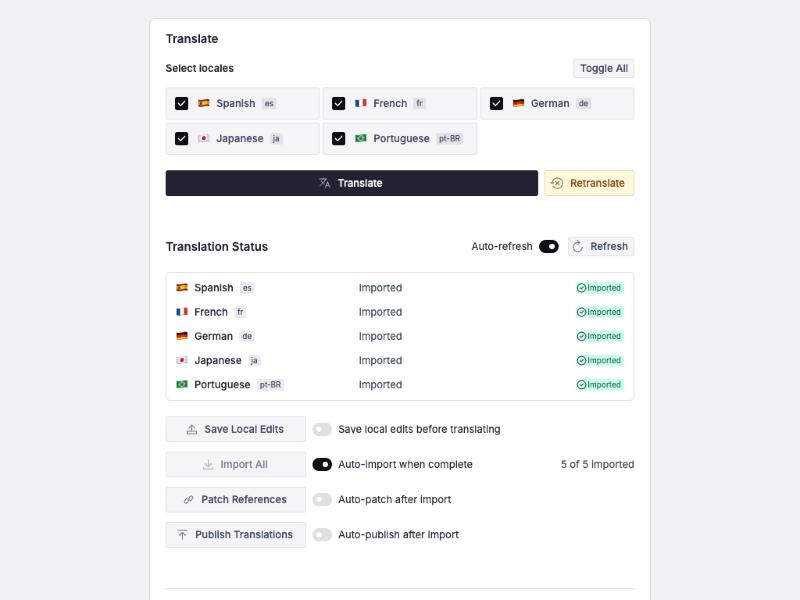 Translate
Select locales
Toggle All
Spanish es
French fr
German de
Japanese ja
Portuguese pt-BR
Translate
Retranslate
Translation Status
Auto-refresh
Refresh
Spanish es Imported Imported
French fr Imported Imported
German de Imported Imported
Japanese ja Imported Imported
Portuguese pt-BR Imported Imported
Save Local Edits
Save local edits before translating
Import All
Auto-import when complete
5 of 5 Imported
Patch References
Auto-patch after import
Publish Translations
Auto-publish after import